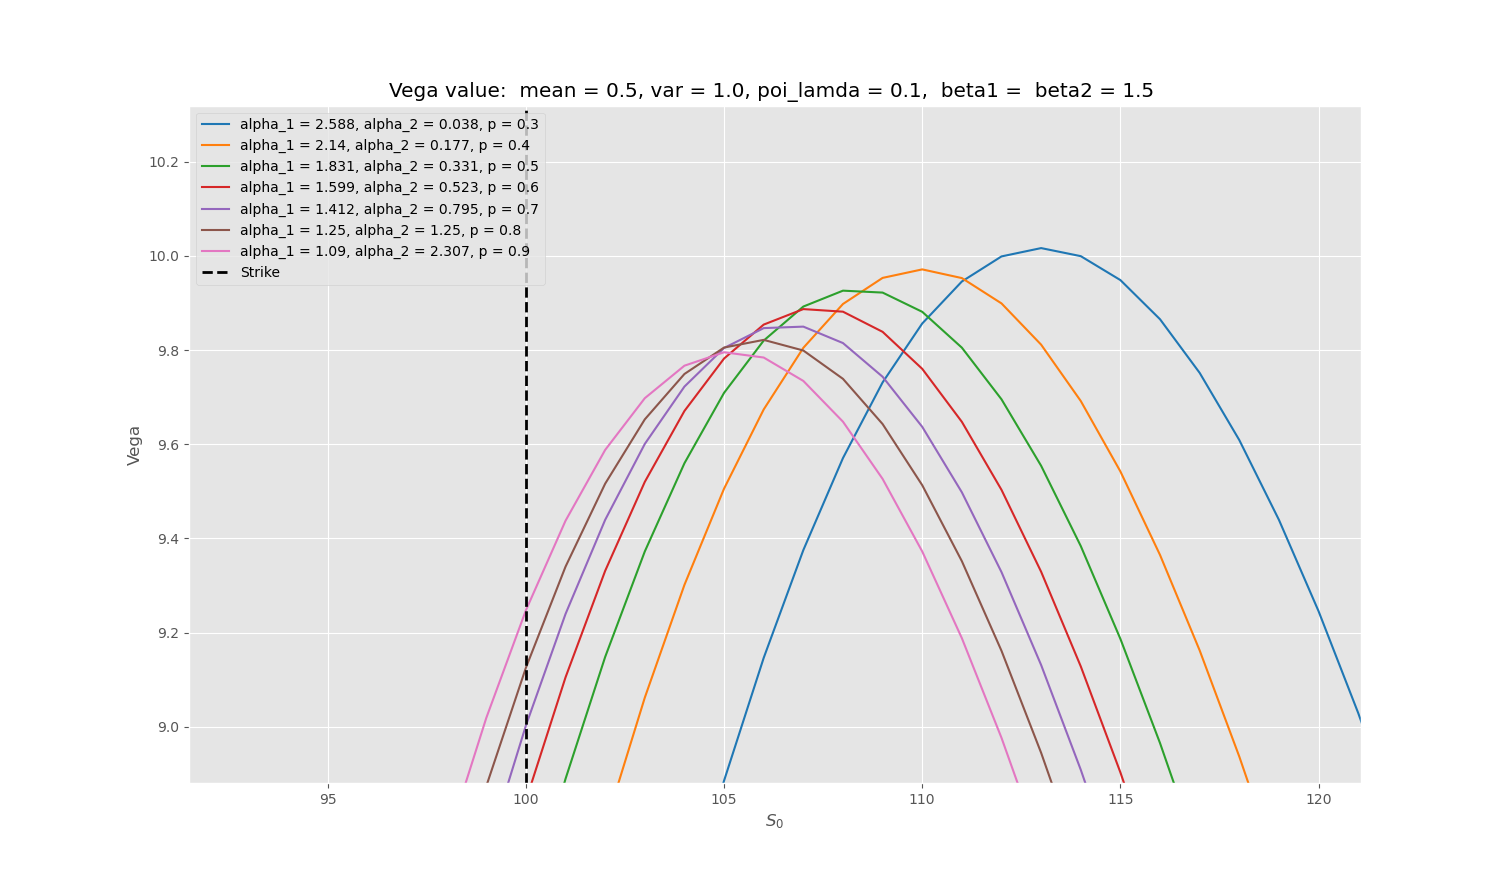 Vega value:  mean = 0.5, var = 1.0, poi_lamda = 0.1,  beta1 =  beta2 = 1.5
alpha_1 = 2.588, alpha_2 = 0.038, p = 0.3
alpha_1 = 2.14, alpha_2 = 0.177, p = 0.4
alpha_1 = 1.831, alpha_2 = 0.331, p = 0.5
alpha_1 = 1.599, alpha_2 = 0.523, p = 0.6
alpha_1 = 1.412, alpha_2 = 0.795, p = 0.7
alpha_1 = 1.25, alpha_2 = 1.25, p = 0.8
alpha_1 = 1.09, alpha_2 = 2.307, p = 0.9
Strike
10.2
10.0
9.8
9.6
9.4
9.2
9.0
Vega
95 100 105 110 115 120
S₀